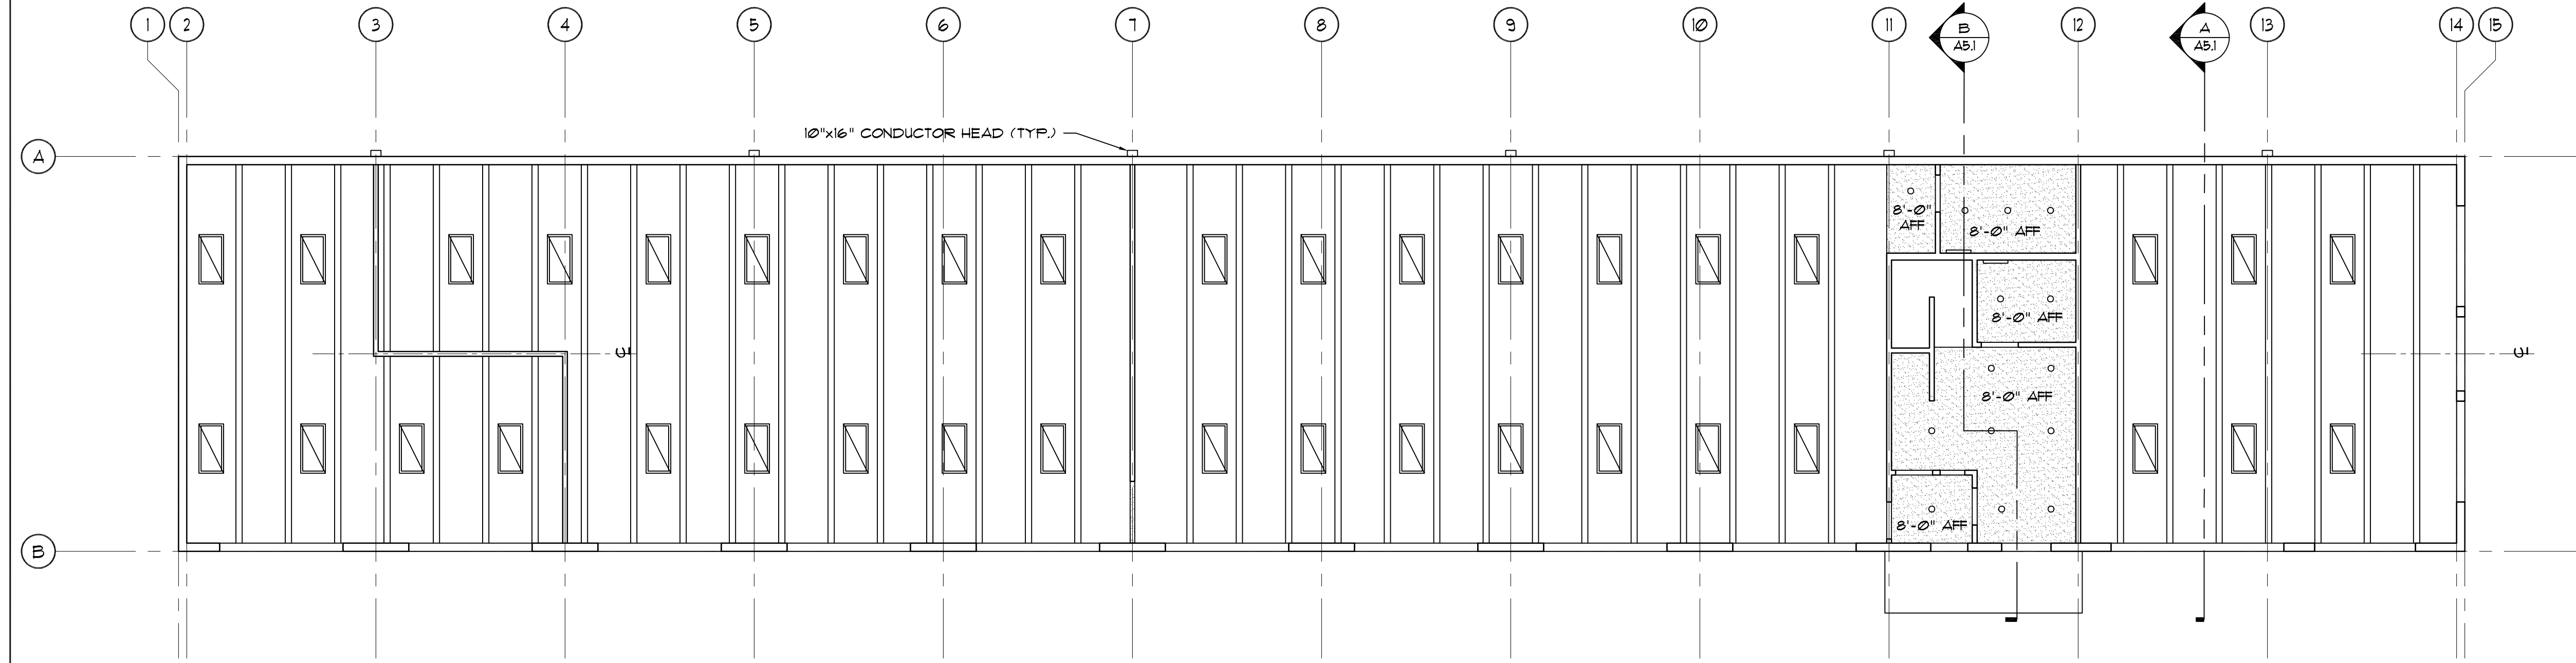 1 2 3 4 5 6 7 8 9 10 11 12 13 14 15
B
A5.1
A
A5.1
10"x16" CONDUCTOR HEAD (TYP.)
A
8'-0"
AFF
8'-0" AFF
8'-0" AFF
8'-0" AFF
8'-0" AFF
B